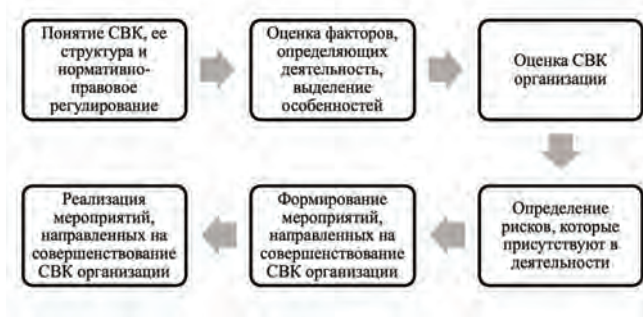 Понятие СВК, ее
структура и
нормативно-
правовое
регулирование
Оценка факторов,
определяющих
деятельность,
выделение
особенностей
Оценка СВК
организации
Определение
рисков, которые
присутствуют в
деятельности
Формирование
мероприятий,
направленных на
совершенствование
СВК организации
Реализация
мероприятий,
направленных на
совершенствование
СВК организации